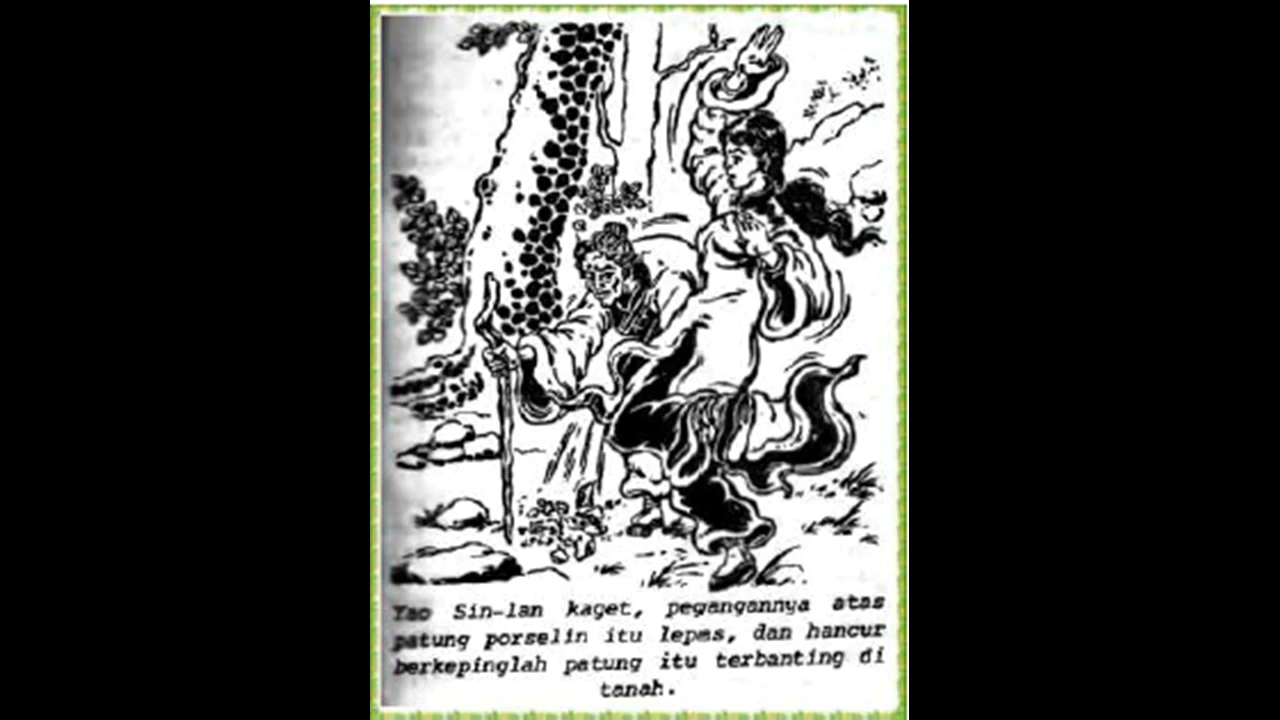 Yao Sin-lan kaget, pegangannya atas
patung porselin itu lepas, dan hancur
berkepinglah patung itu terbanting di
tanah.